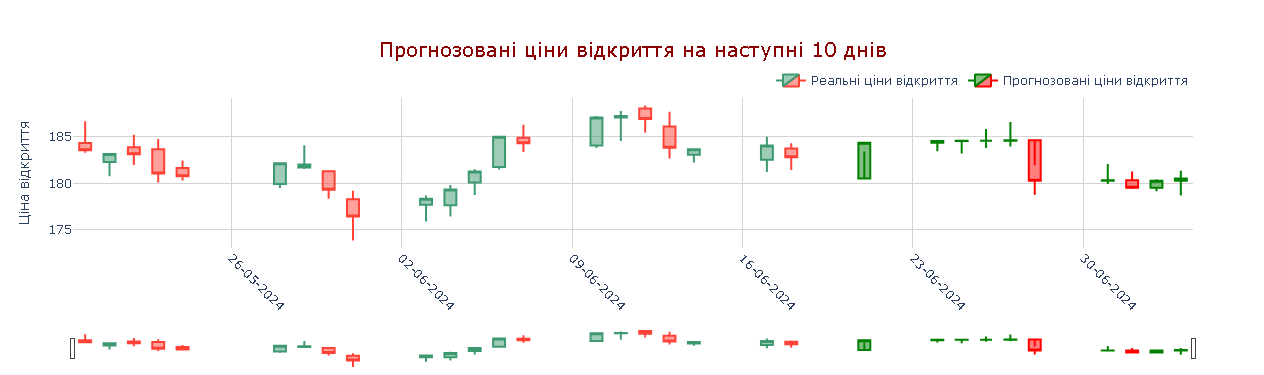 Прогнозовані ціни відкриття на наступні 10 днів
Реальні ціни відкриття
Прогнозовані ціни відкриття
Ціна відкриття
185
180
175
26-05-2024
02-06-2024
09-06-2024
16-06-2024
23-06-2024
30-06-2024